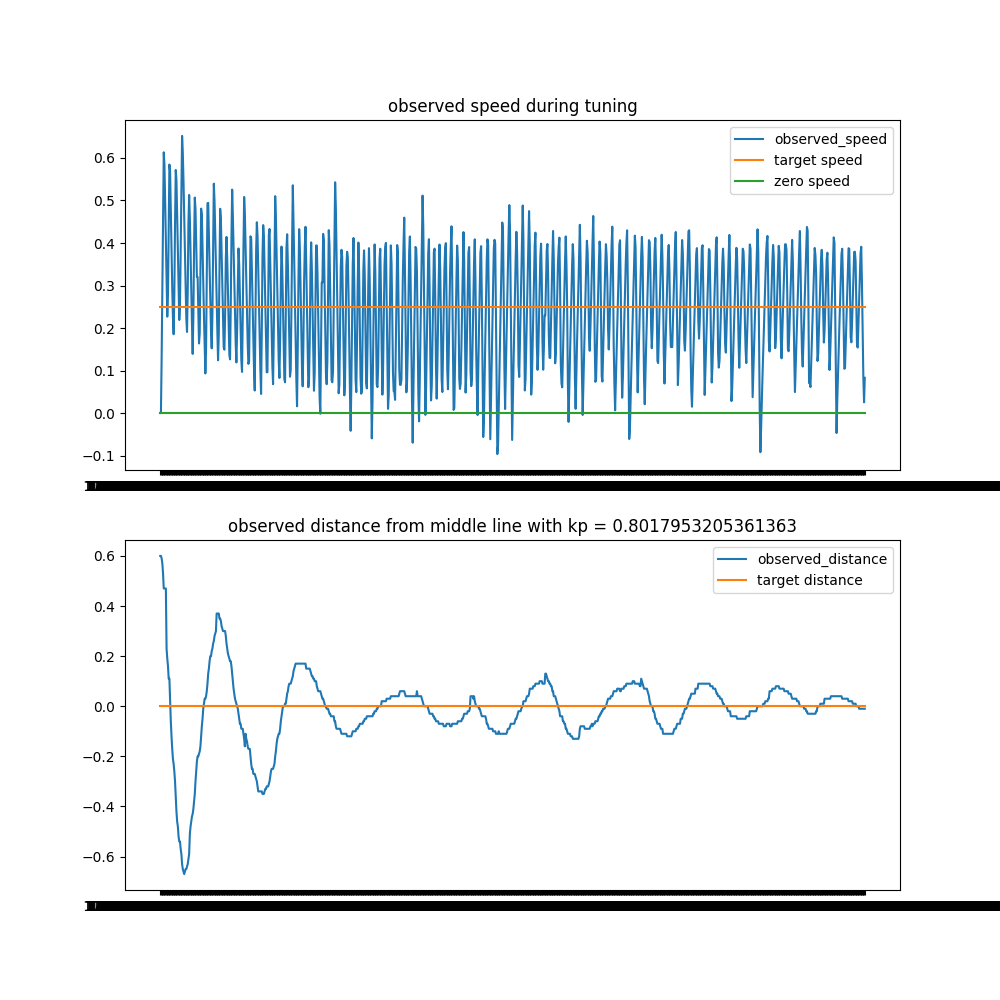 observed speed during tuning
observed_speed
target speed
zero speed
0.6
0.5
0.4
0.3
0.2
0.1
0.0
−0.1
observed distance from middle line with kp = 0.8017953205361363
observed_distance
target distance
0.6
0.4
0.2
0.0
−0.2
−0.4
−0.6